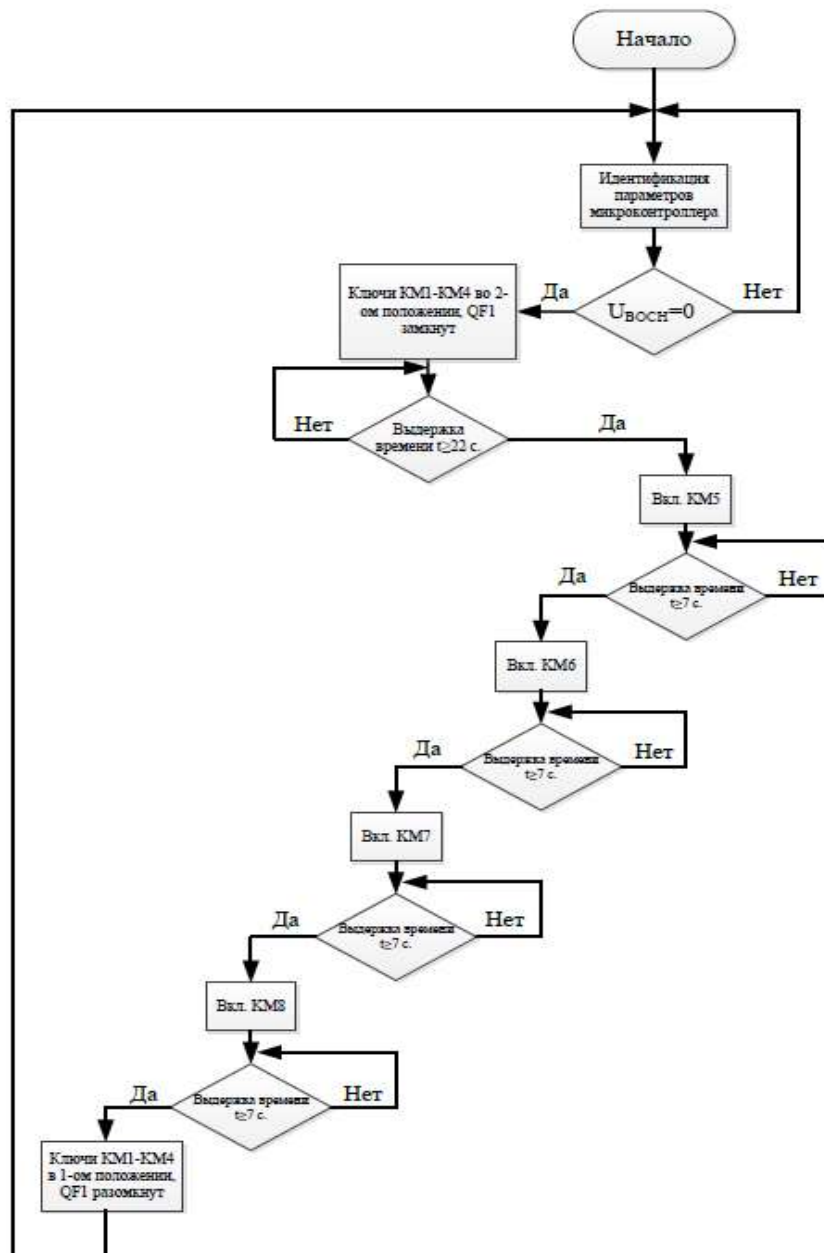 Начало
Идентификация
параметров
микроконтроллера
Ключи КМ1-КМ4 во 2-
ом положении, QF1
замкнут
Да
UВОСН=0
Нет
Нет
Выдержка
времени t≥22 с.
Да
Вкл. КМ5
Да
Выдержка времени
t≥7 с.
Нет
Вкл. КМ6
Да
Выдержка времени
t≥7 с.
Нет
Вкл. КМ7
Да
Выдержка времени
t≥7 с.
Нет
Вкл. КМ8
Да
Выдержка времени
t≥7 с.
Нет
Ключи КМ1-КМ4
в 1-ом положении,
QF1 разомкнут